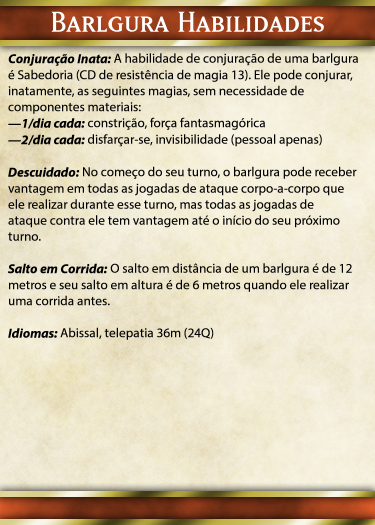 Barlgura Habilidades
Conjuração Inata: A habilidade de conjuração de uma barlgura
é Sabedoria (CD de resistência de magia 13). Ele pode conjurar,
inatamente, as seguintes magias, sem necessidade de
componentes materiais:
—1/dia cada: constrição, força fantasmagórica
—2/dia cada: disfarçar-se, invisibilidade (pessoal apenas)
Descuidado: No começo do seu turno, o barlgura pode receber
vantagem em todas as jogadas de ataque corpo-a-corpo que
ele realizar durante esse turno, mas todas as jogadas de
ataque contra ele tem vantagem até o início do seu próximo
turno.
Salto em Corrida: O salto em distância de um barlgura é de 12
metros e seu salto em altura é de 6 metros quando ele realizar
uma corrida antes.
Idiomas: Abissal, telepatia 36m (24Q)